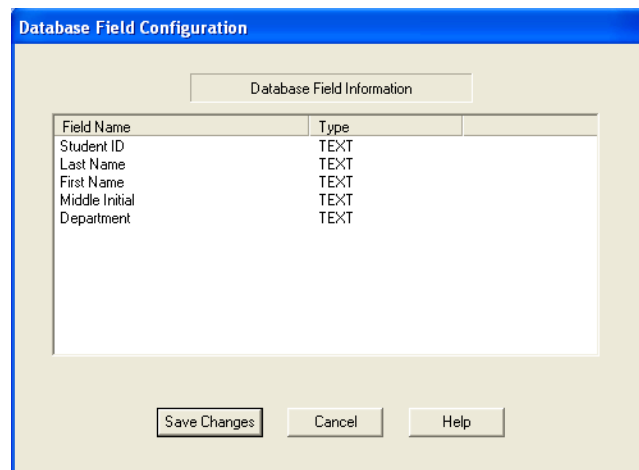 Database Field Configuration
Database Field Information
Field Name Type
Student ID TEXT
Last Name TEXT
First Name TEXT
Middle Initial TEXT
Department TEXT
Save Changes Cancel Help